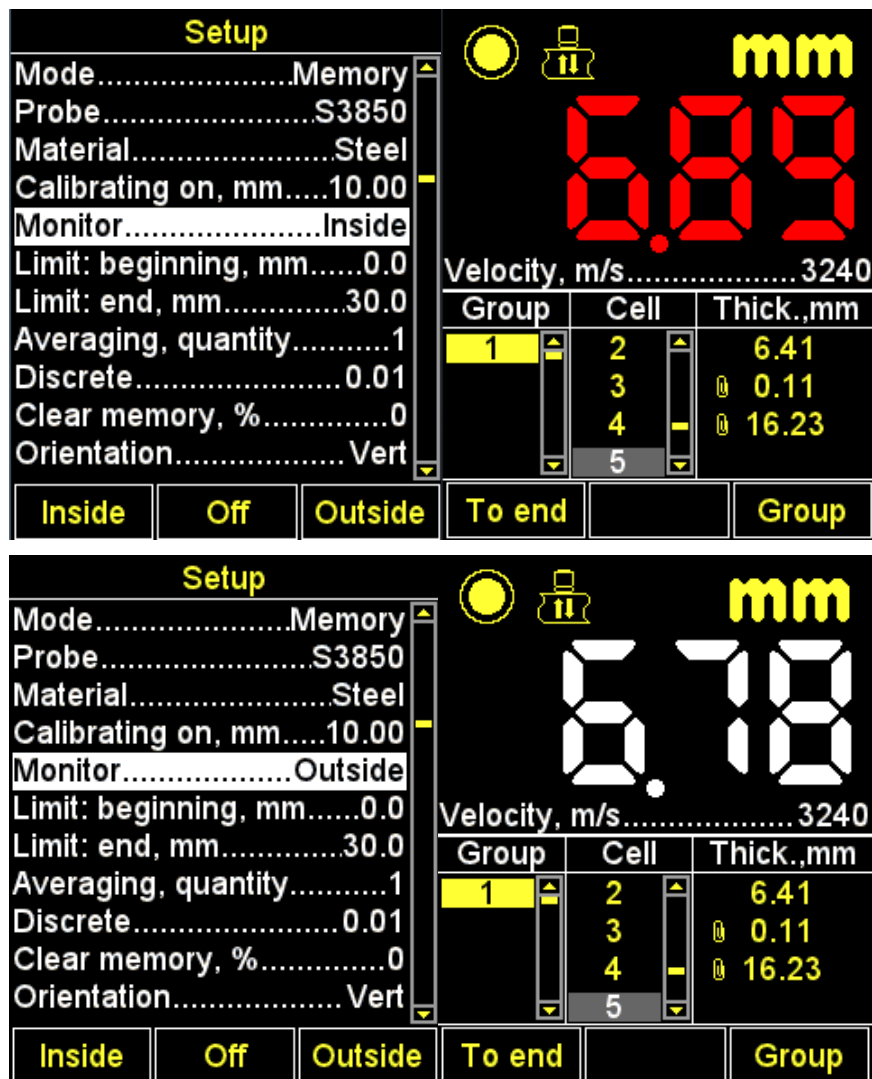 Setup
Mode......................Memory
Probe.......................S3850
Material......................Steel
Calibrating on, mm.....10.00
Monitor......................Inside
Limit: beginning, mm......0.0
Limit: end, mm..............30.0
Averaging, quantity...........1
Discrete.......................0.01
Clear memory, %..............0
Orientation................... Vert
Inside Off Outside
mm
6.89
Velocity, m/s....................3240
Group Cell Thick.,mm
1 2 6.41
3 0.11
4 16.23
5
To end Group
Setup
Mode......................Memory
Probe.......................S3850
Material......................Steel
Calibrating on, mm.....10.00
Monitor...................Outside
Limit: beginning, mm......0.0
Limit: end, mm..............30.0
Averaging, quantity...........1
Discrete.......................0.01
Clear memory, %..............0
Orientation................... Vert
Inside Off Outside
mm
6.78
Velocity, m/s....................3240
Group Cell Thick.,mm
1 2 6.41
3 0.11
4 16.23
5
To end Group